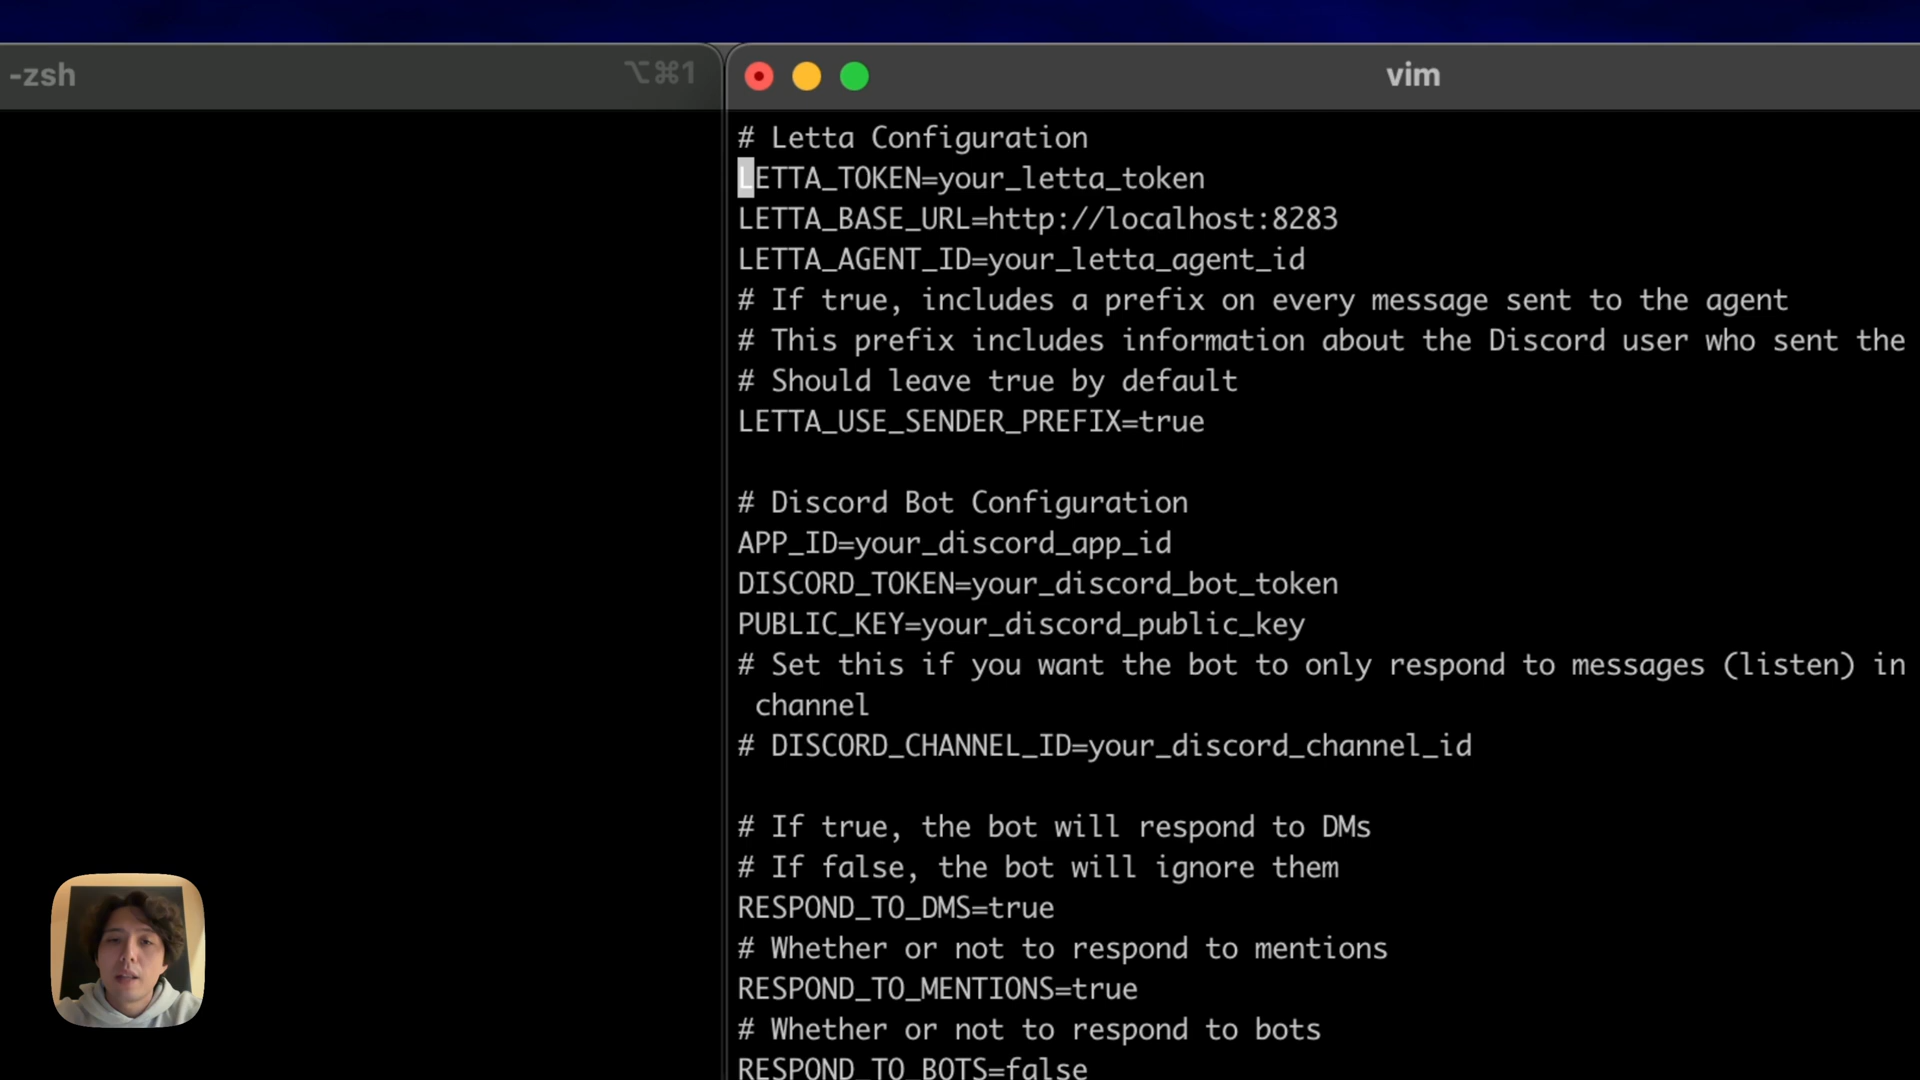 -zsh
⌥⌘1
vim
# Letta Configuration
LETTA_TOKEN=your_letta_token
LETTA_BASE_URL=http://localhost:8283
LETTA_AGENT_ID=your_letta_agent_id
# If true, includes a prefix on every message sent to the agent
# This prefix includes information about the Discord user who sent the
# Should leave true by default
LETTA_USE_SENDER_PREFIX=true
# Discord Bot Configuration
APP_ID=your_discord_app_id
DISCORD_TOKEN=your_discord_bot_token
PUBLIC_KEY=your_discord_public_key
# Set this if you want the bot to only respond to messages (listen) in
channel
# DISCORD_CHANNEL_ID=your_discord_channel_id
# If true, the bot will respond to DMs
# If false, the bot will ignore them
RESPOND_TO_DMS=true
# Whether or not to respond to mentions
RESPOND_TO_MENTIONS=true
# Whether or not to respond to bots
RESPOND_TO_BOTS=false